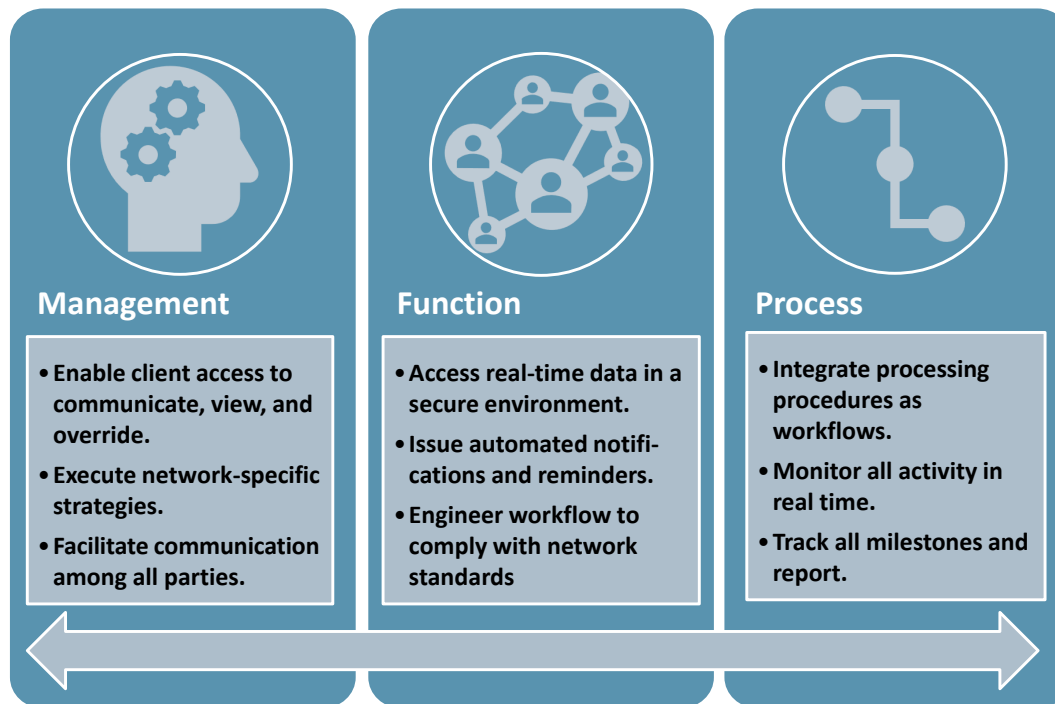 Management
• Enable client access to
communicate, view, and
override.
• Execute network-specific
strategies.
• Facilitate communication
among all parties.
Function
• Access real-time data in a
secure environment.
• Issue automated notifi-
cations and reminders.
• Engineer workflow to
comply with network
standards
Process
• Integrate processing
procedures as
workflows.
• Monitor all activity in
real time.
• Track all milestones and
report.